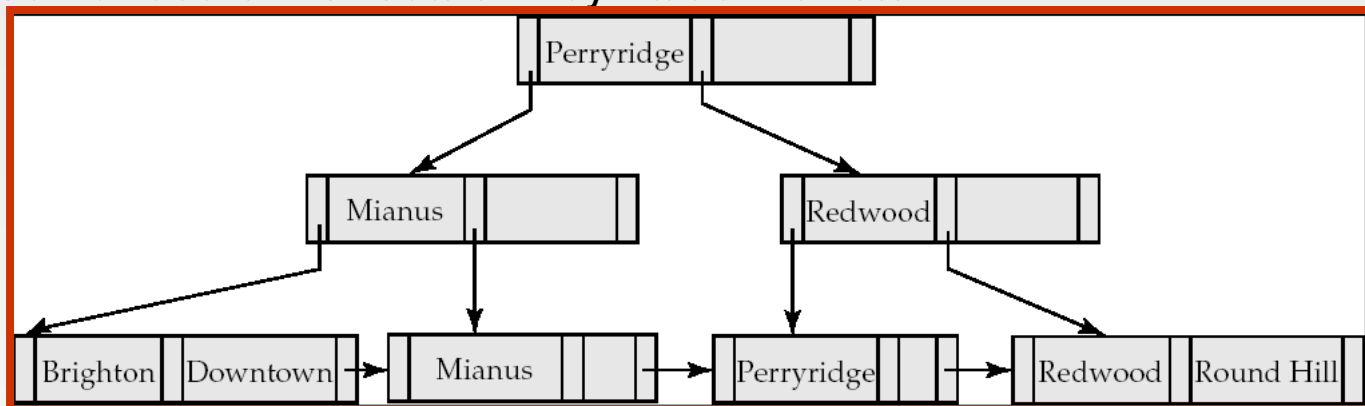 Perryridge
Mianus
Redwood
Brighton
Downtown
Mianus
Perryridge
Redwood
Round Hill